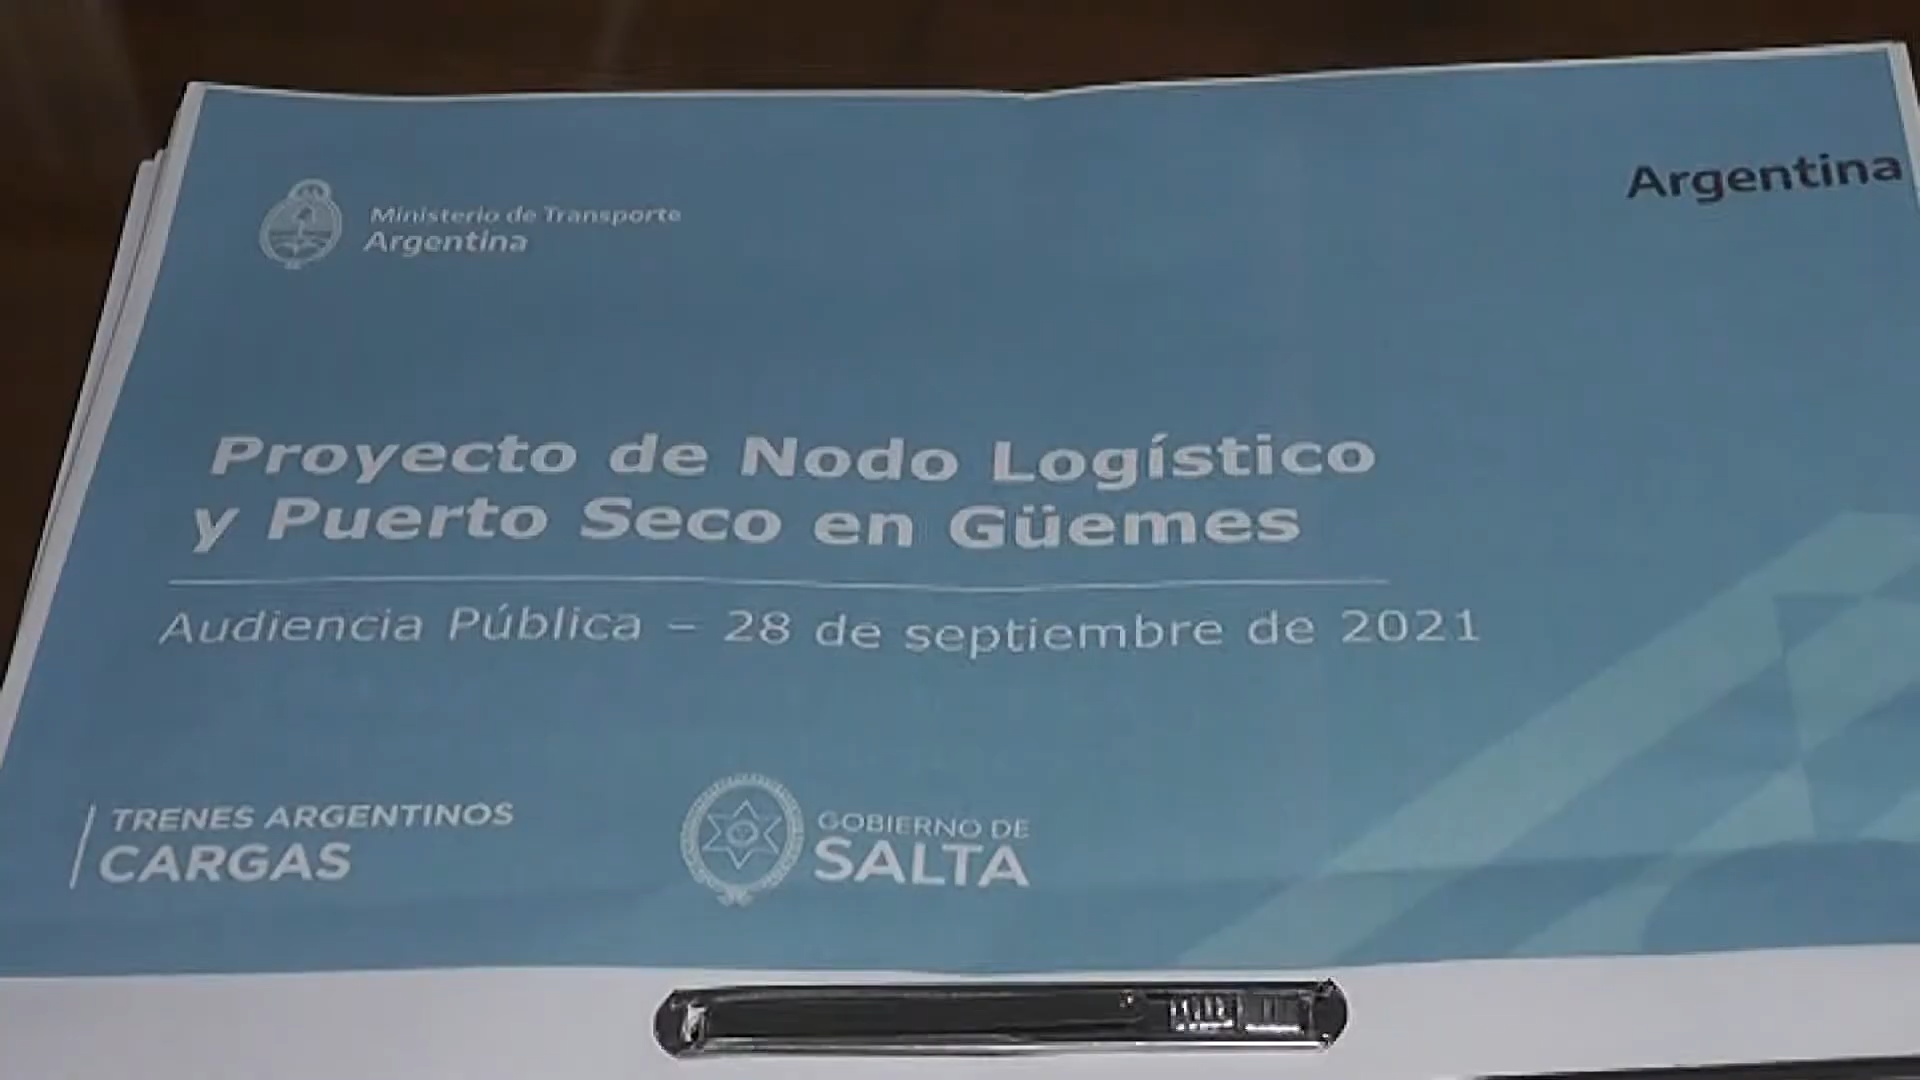 Argentina
Ministerio de Transporte
Argentina
Proyecto de Nodo Logístico
y Puerto Seco en Güemes
Audiencia Pública – 28 de septiembre de 2021
TRENES ARGENTINOS
CARGAS
GOBIERNO DE
SALTA